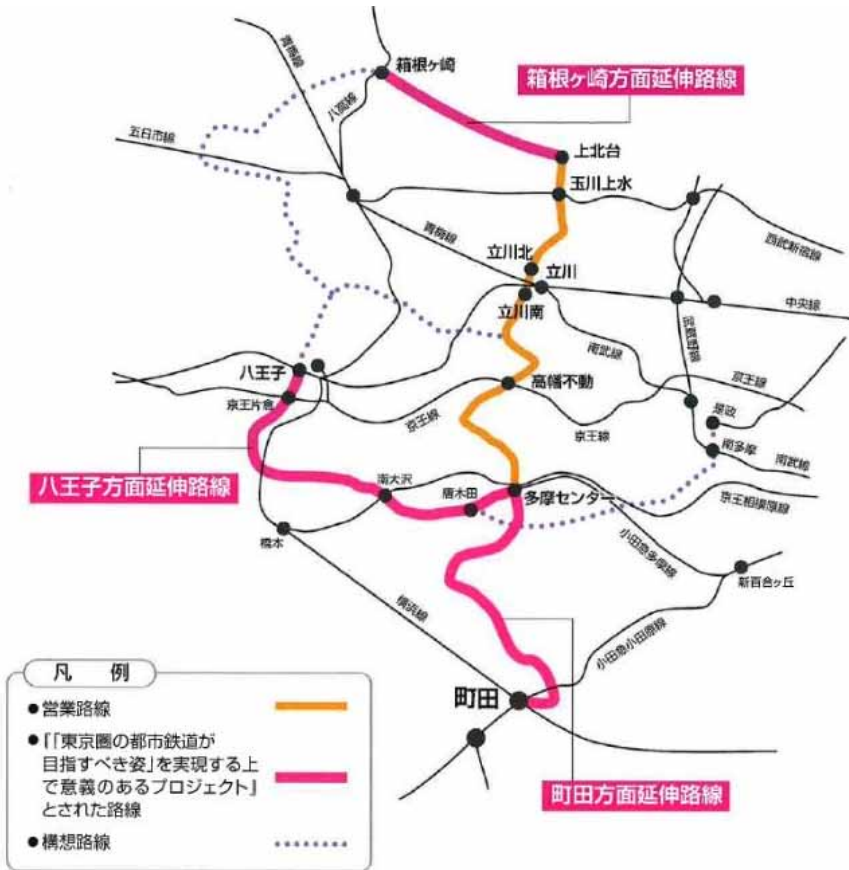 青梅線
箱根ヶ崎
箱根ヶ崎方面延伸路線
八高線
五日市線
上北台
玉川上水
西武新宿線
青梅線
立川北
立川
立川南
中央線
武蔵野線
南武線
八王子
高幡不動
京王線
京王片倉
京王線
京王線
是政
南多摩
南武線
八王子方面延伸路線
南大沢
唐木田
多摩センター
京王相模原線
橋本
小田急多摩線
新百合ヶ丘
横浜線
小田急小田原線
町田
町田方面延伸路線
凡 例
●営業路線
●『「東京圏の都市鉄道が
目指すべき姿」を実現する上
で意義のあるプロジェクト』
とされた路線
●構想路線